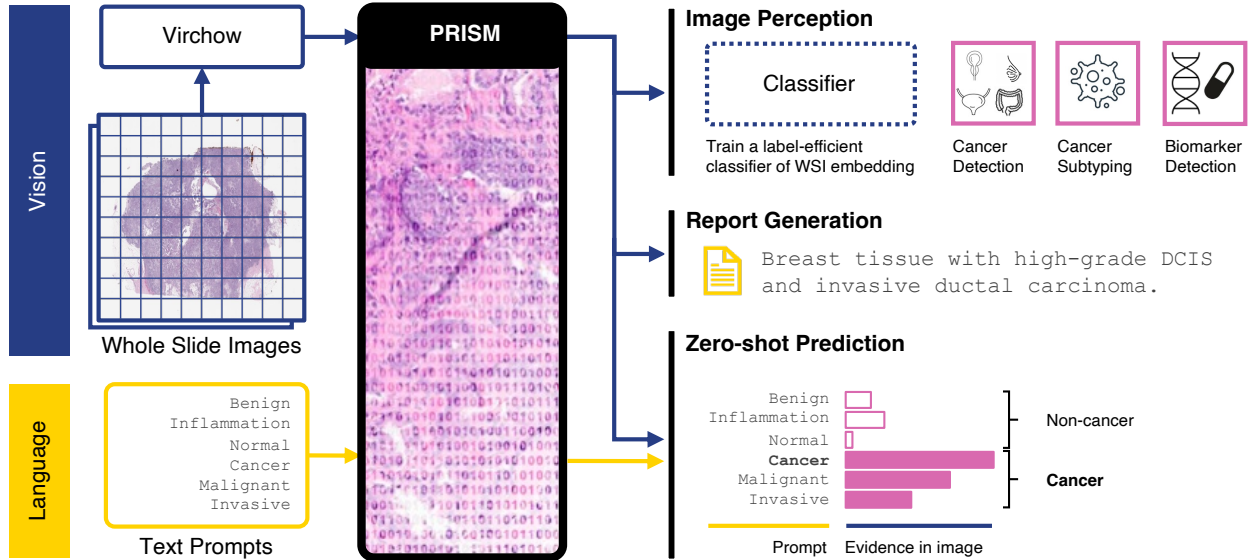 Vision
Virchow
Whole Slide Images
Language
Benign
Inflammation
Normal
Cancer
Malignant
Invasive
Text Prompts
PRISM
Image Perception
Classifier
Train a label-efficient
classifier of WSI embedding
Cancer
Detection
Cancer
Subtyping
Biomarker
Detection
Report Generation
Breast tissue with high-grade DCIS
and invasive ductal carcinoma.
Zero-shot Prediction
Benign
Inflammation
Normal
Cancer
Malignant
Invasive
Non-cancer
Cancer
Prompt
Evidence in image